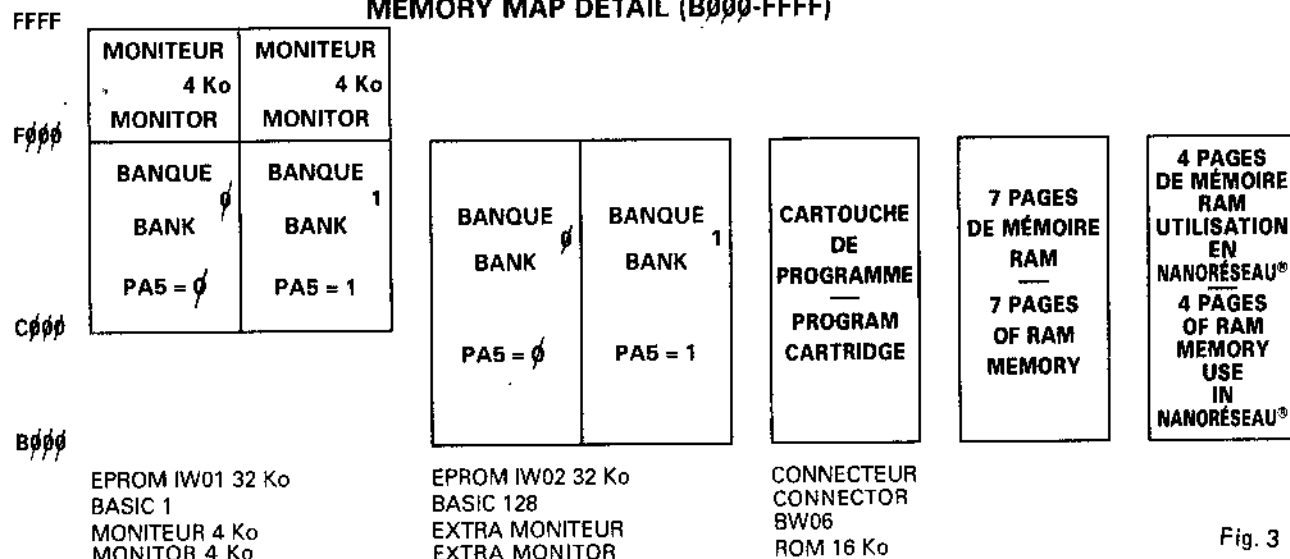 MEMORY MAP DETAIL (BØØØ-FFFF)
FFFF
MONITEUR
4 Ko
MONITOR
MONITEUR
4 Ko
MONITOR
FØØØ
BANQUE
Ø
BANK
PA5 = Ø
BANQUE
1
BANK
PA5 = 1
CØØØ
BØØØ
EPROM IW01 32 Ko
BASIC 1
MONITEUR 4 Ko
MONITOR 4 Ko
BANQUE
Ø
BANK
PA5 = Ø
BANQUE
1
BANK
PA5 = 1
EPROM IW02 32 Ko
BASIC 128
EXTRA MONITEUR
EXTRA MONITOR
CARTOUCHE
DE
PROGRAMME
PROGRAM
CARTRIDGE
CONNECTEUR
CONNECTOR
BW06
ROM 16 Ko
7 PAGES
DE MÉMOIRE
RAM
7 PAGES
OF RAM
MEMORY
4 PAGES
DE MÉMOIRE
RAM
UTILISATION
EN
NANORÉSEAU®
4 PAGES
OF RAM
MEMORY
USE
IN
NANORÉSEAU®
Fig. 3